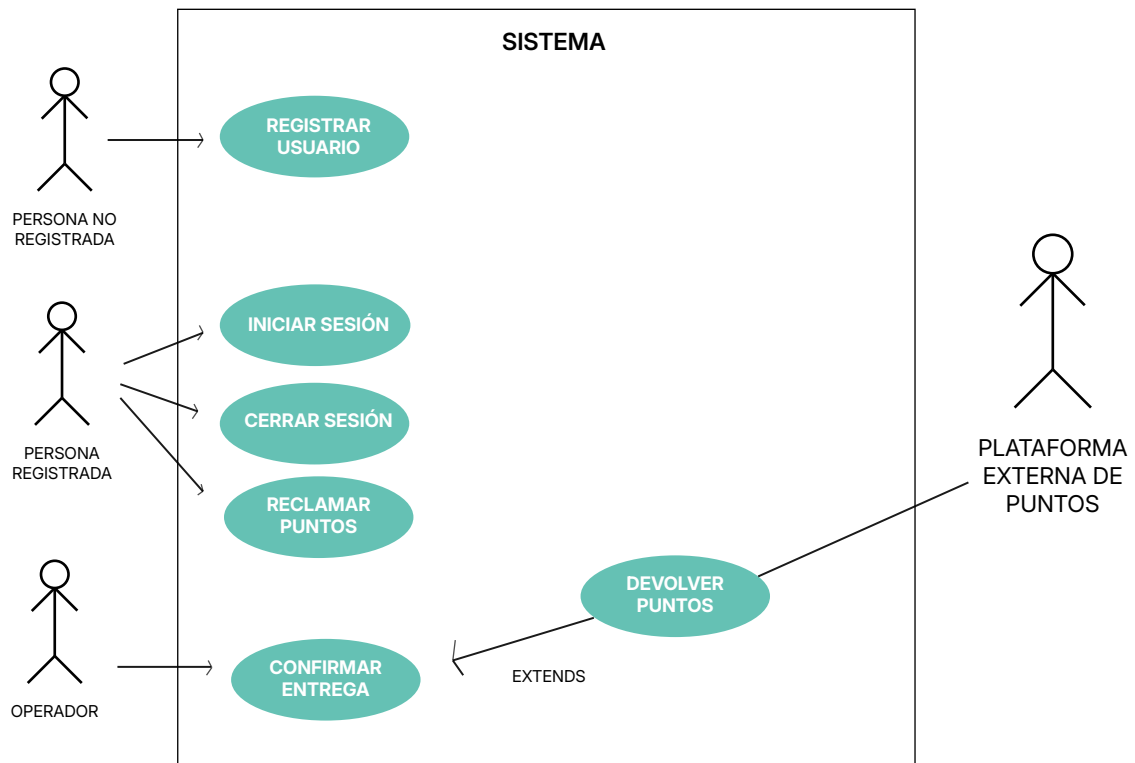 SISTEMA
REGISTRAR
USUARIO
PERSONA NO
REGISTRADA
INICIAR SESIÓN
CERRAR SESIÓN
PERSONA
REGISTRADA
RECLAMAR
PUNTOS
PLATAFORMA
EXTERNA DE
PUNTOS
DEVOLVER
PUNTOS
CONFIRMAR
ENTREGA
EXTENDS
OPERADOR